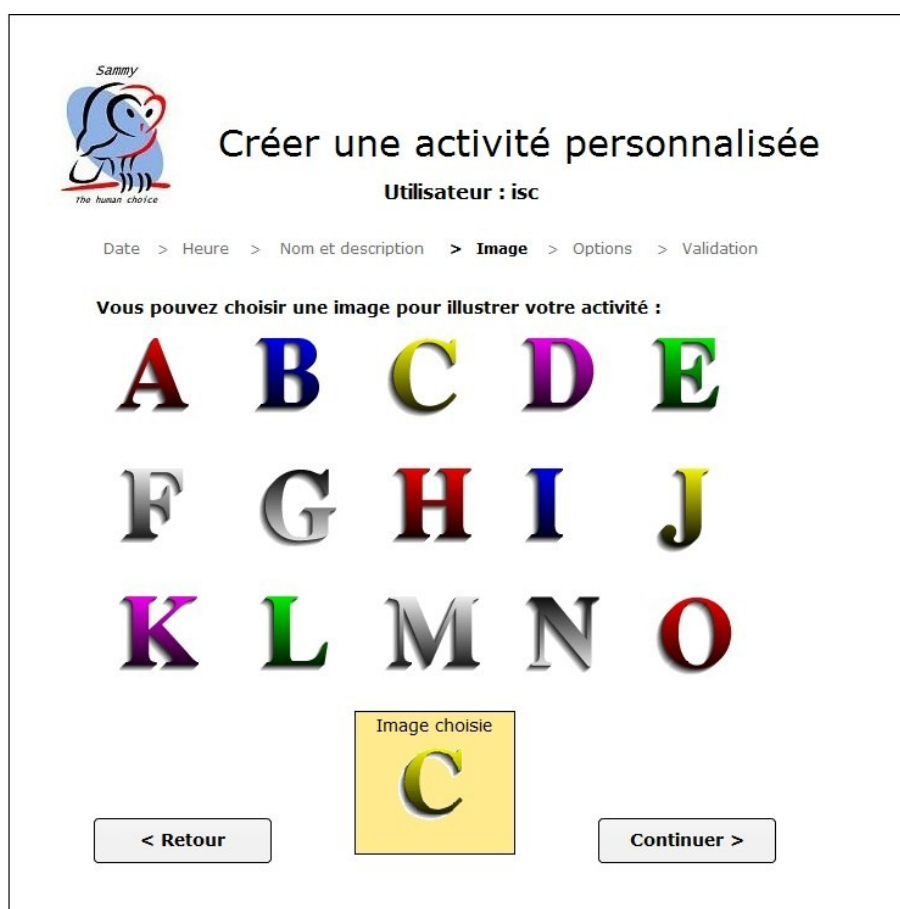 Sammy
The human choice
Créer une activité personnalisée
Utilisateur : isc
Date > Heure > Nom et description > Image > Options > Validation
Vous pouvez choisir une image pour illustrer votre activité :
A B C D E
F G H I J
K L M N O
Image choisie
C
< Retour
Continuer >